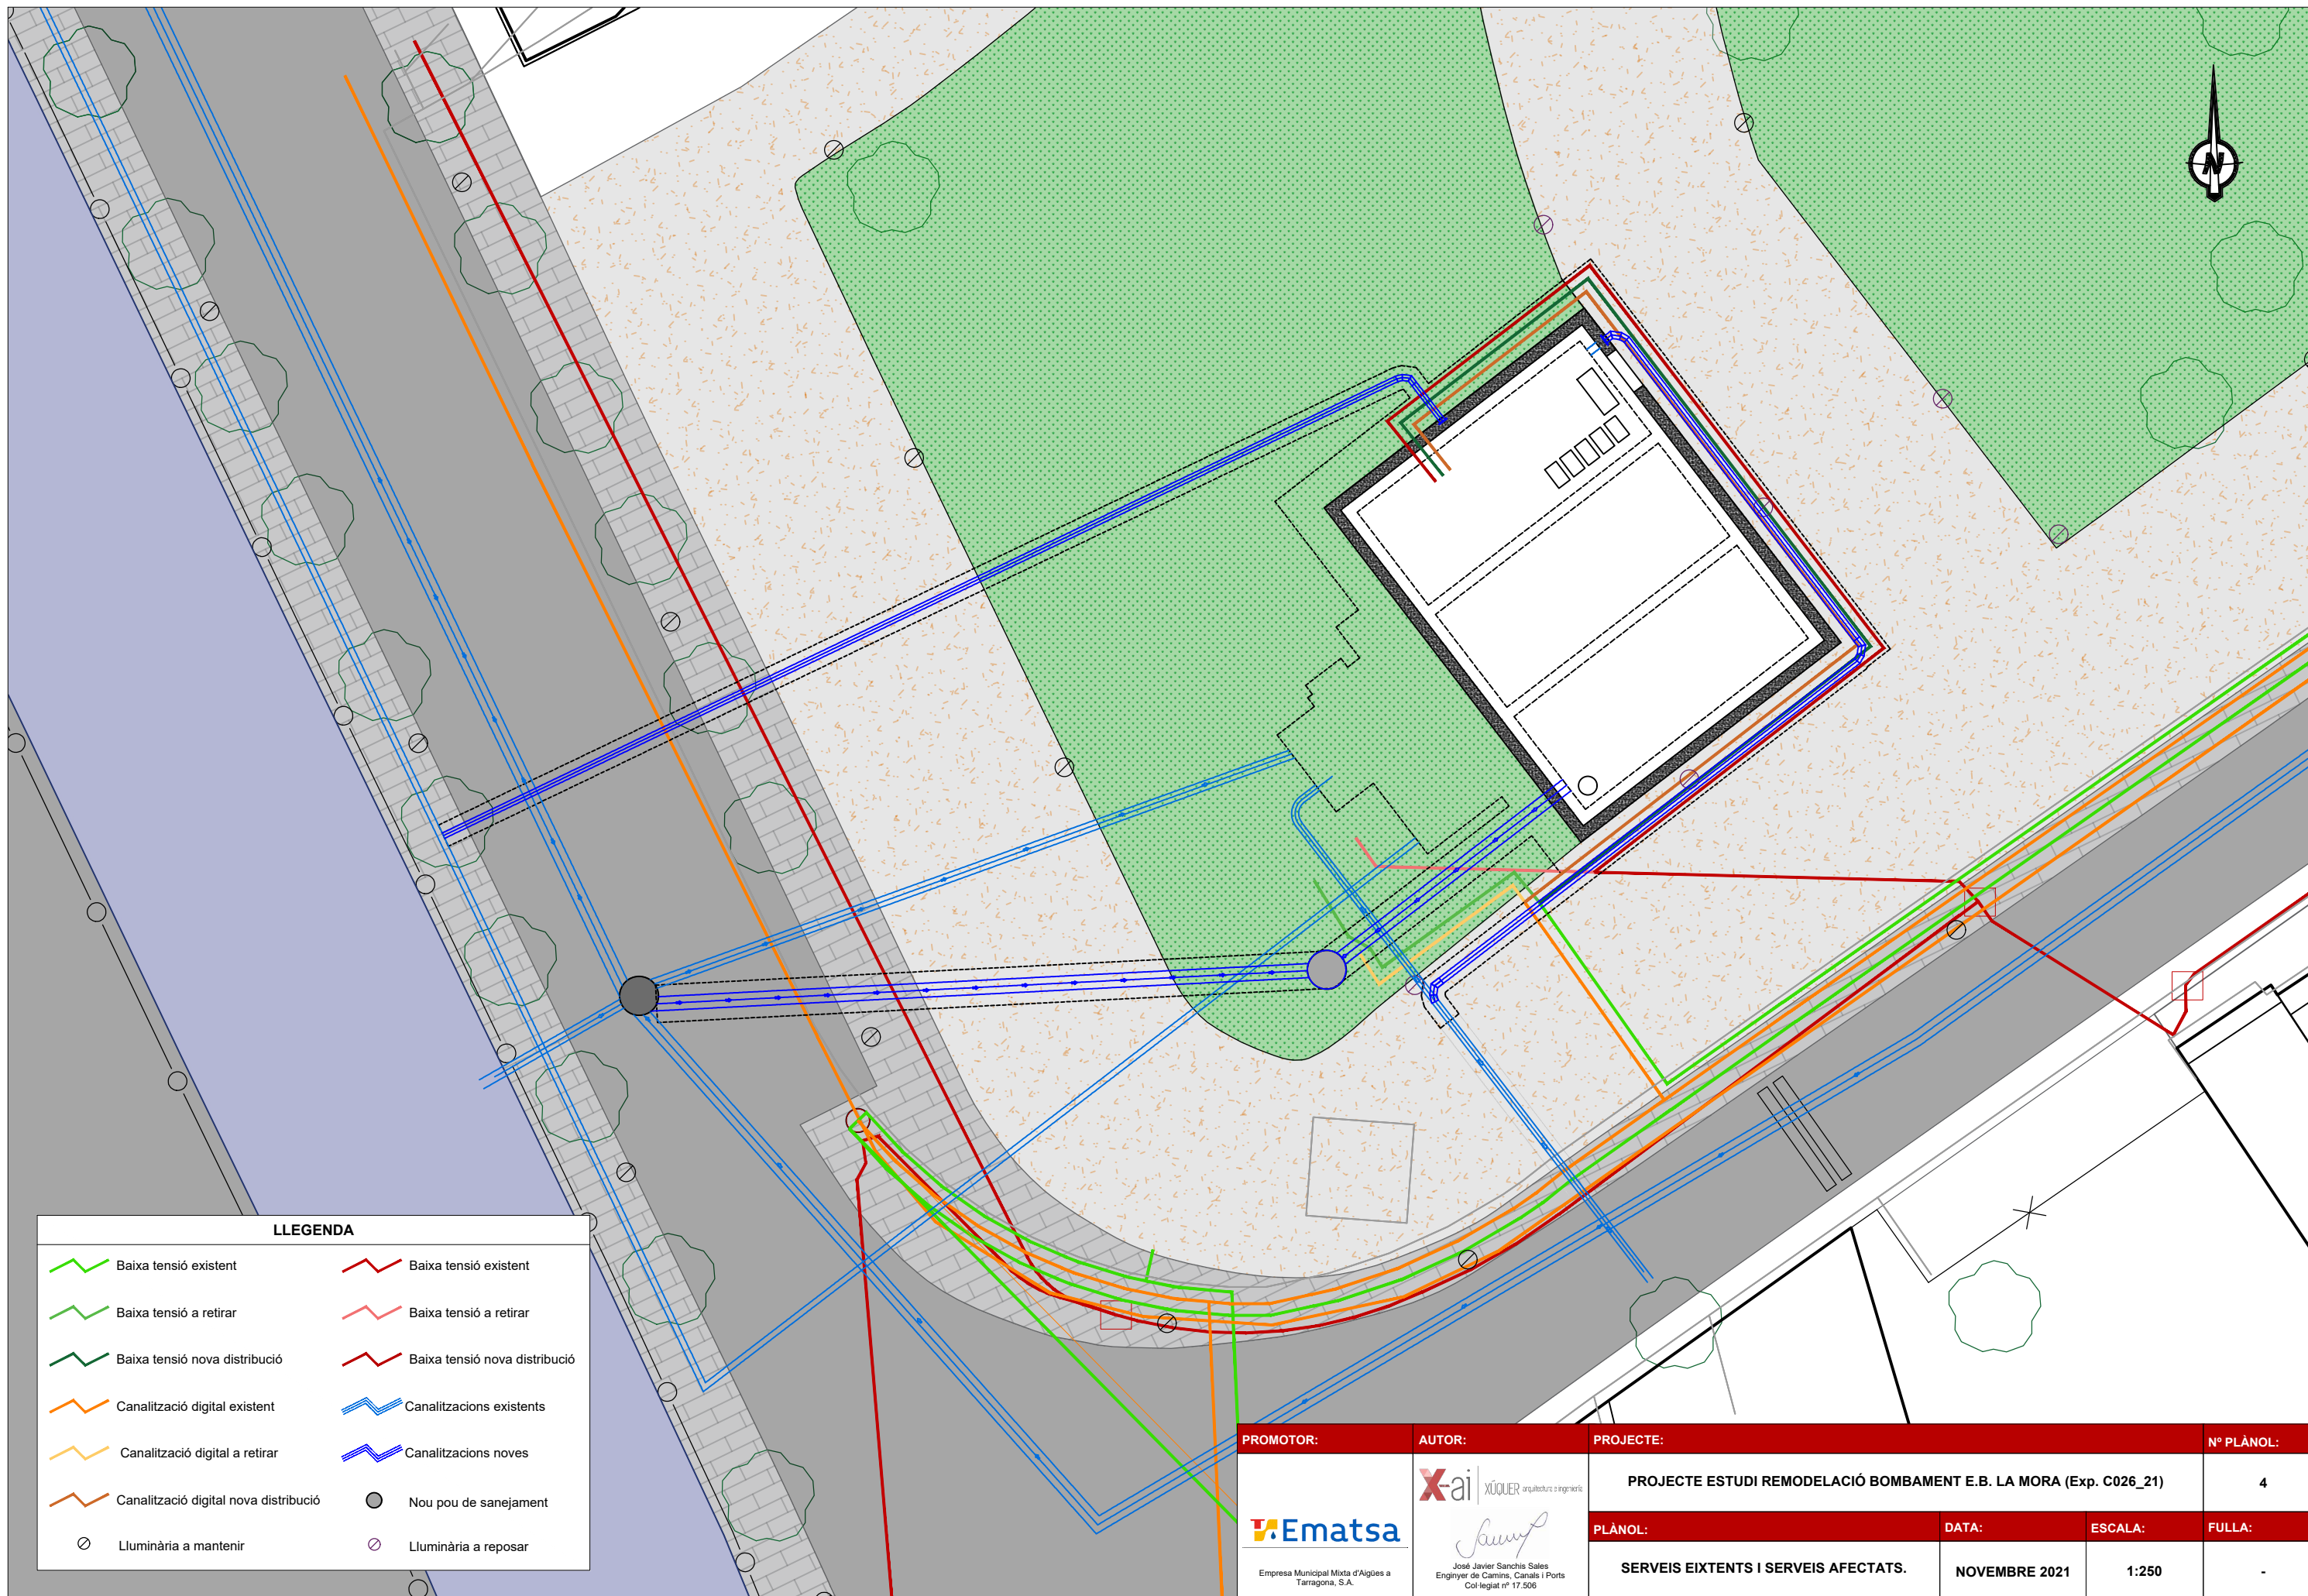 N
LLEGENDA
Baixa tensió existent
Baixa tensió existent
Baixa tensió a retirar
Baixa tensió a retirar
Baixa tensió nova distribució
Baixa tensió nova distribució
Canalització digital existent
Canalitzacions existents
Canalització digital a retirar
Canalitzacions noves
Canalització digital nova distribució
Nou pou de sanejament
Lluminària a mantenir
Lluminària a reposar
PROMOTOR:
AUTOR:
PROJECTE:
Nº PLÀNOL:
Ematsa
Empresa Municipal Mixta d'Aigües a
Tarragona, S.A.
X-ai XÚQUER arquitectura e ingeniería
José Javier Sanchis Sales
Enginyer de Camins, Canals i Ports
Col·legiat nº 17.506
PROJECTE ESTUDI REMODELACIÓ BOMBAMENT E.B. LA MORA (Exp. C026_21)
4
PLÀNOL:
DATA:
ESCALA:
FULLA:
SERVEIS EIXTENTS I SERVEIS AFECTATS.
NOVEMBRE 2021
1:250
-